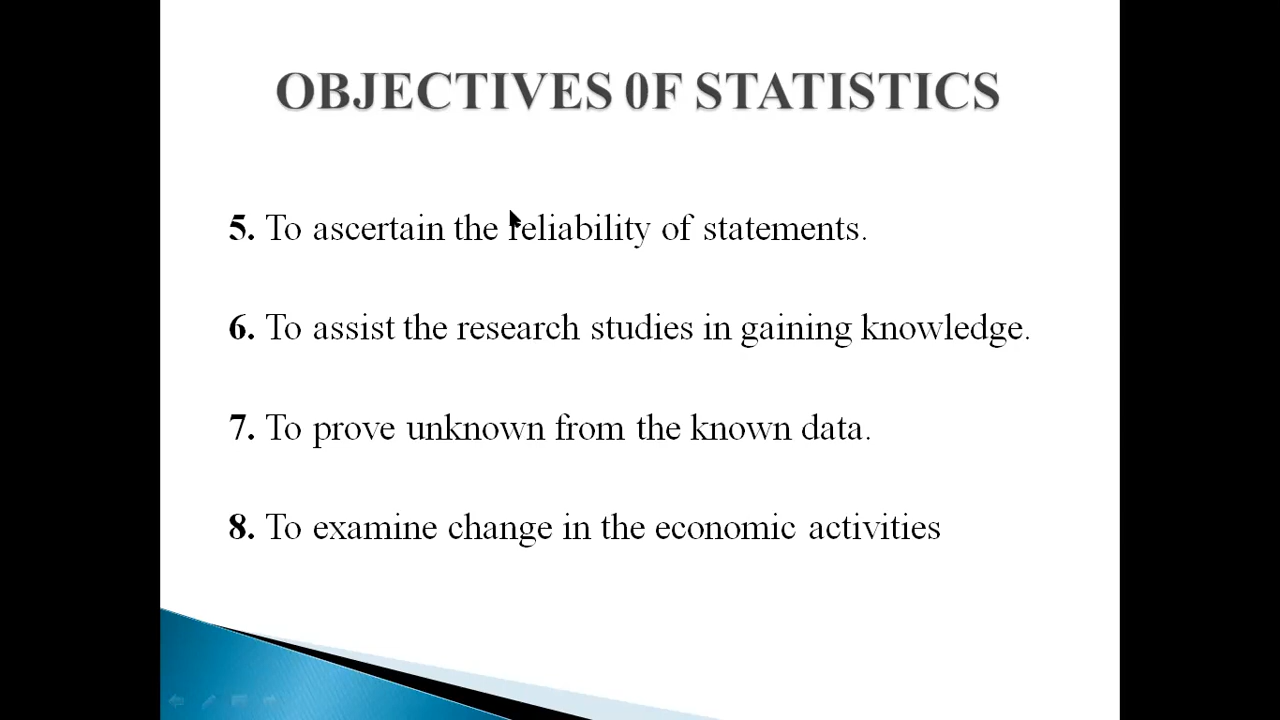 OBJECTIVES 0F STATISTICS
5. To ascertain the reliability of statements.
6. To assist the research studies in gaining knowledge.
7. To prove unknown from the known data.
8. To examine change in the economic activities